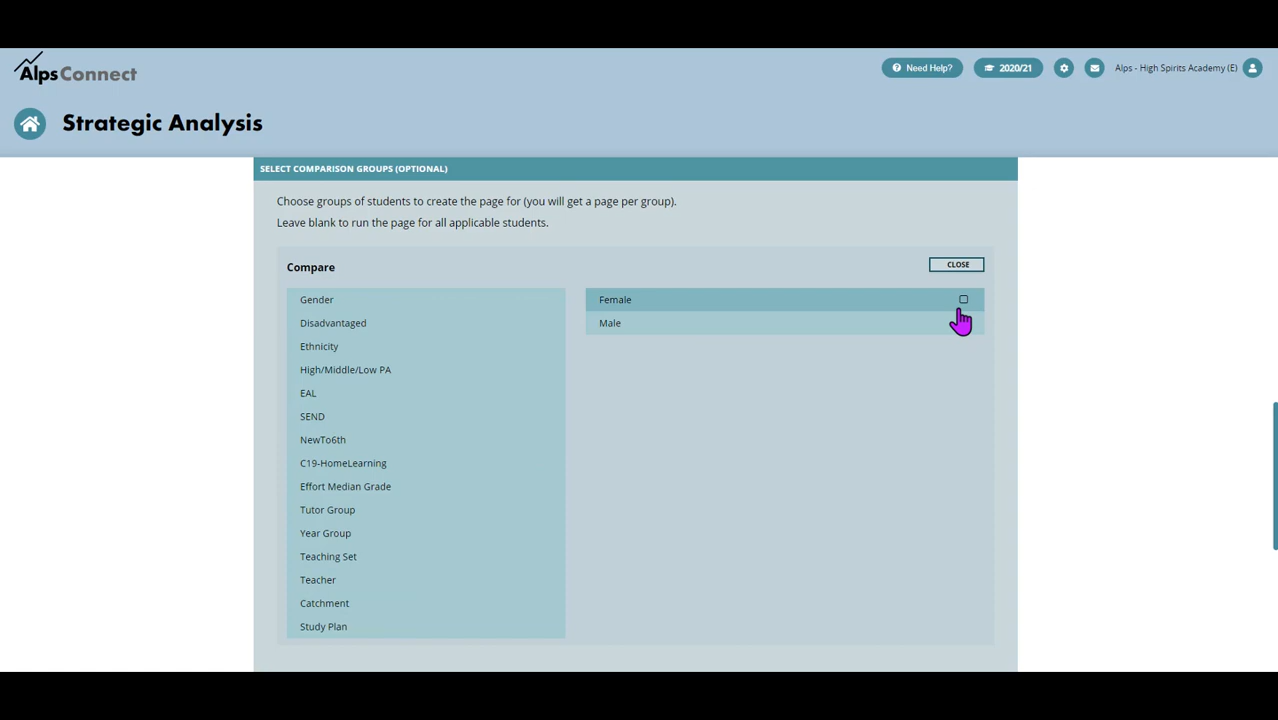 Alps Connect
Need Help?
2020/21
Alps - High Spirits Academy (E)
Strategic Analysis
SELECT COMPARISON GROUPS (OPTIONAL)
Choose groups of students to create the page for (you will get a page per group).
Leave blank to run the page for all applicable students.
Compare
CLOSE
Gender
Disadvantaged
Ethnicity
High/Middle/Low PA
EAL
SEND
NewTo6th
C19-HomeLearning
Effort Median Grade
Tutor Group
Year Group
Teaching Set
Teacher
Catchment
Study Plan
Female
Male